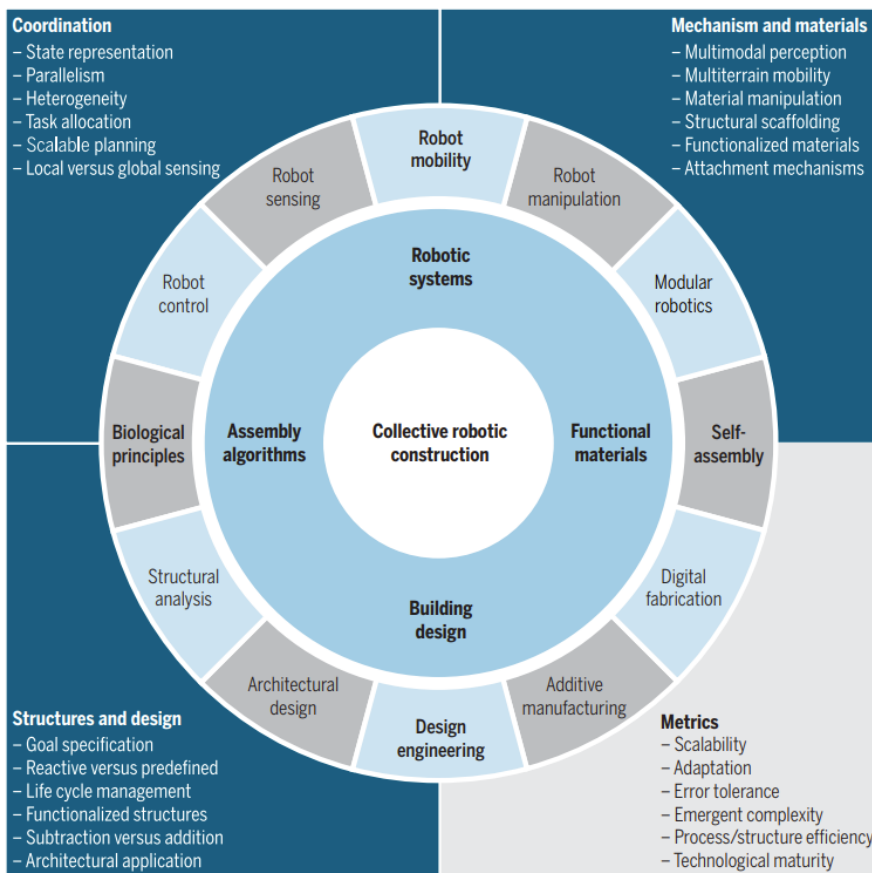 Coordination
– State representation
– Parallelism
– Heterogeneity
– Task allocation
– Scalable planning
– Local versus global sensing
Mechanism and materials
– Multimodal perception
– Multiterrain mobility
– Material manipulation
– Structural scaffolding
– Functionalized materials
– Attachment mechanisms
Robot
mobility
Robot
sensing
Robot
manipulation
Robot
control
Modular
robotics
Robotic
systems
Biological
principles
Assembly
algorithms
Collective robotic
construction
Functional
materials
Self-
assembly
Structural
analysis
Digital
fabrication
Building
design
Architectural
design
Additive
manufacturing
Design
engineering
Structures and design
– Goal specification
– Reactive versus predefined
– Life cycle management
– Functionalized structures
– Subtraction versus addition
– Architectural application
Metrics
– Scalability
– Adaptation
– Error tolerance
– Emergent complexity
– Process/structure efficiency
– Technological maturity